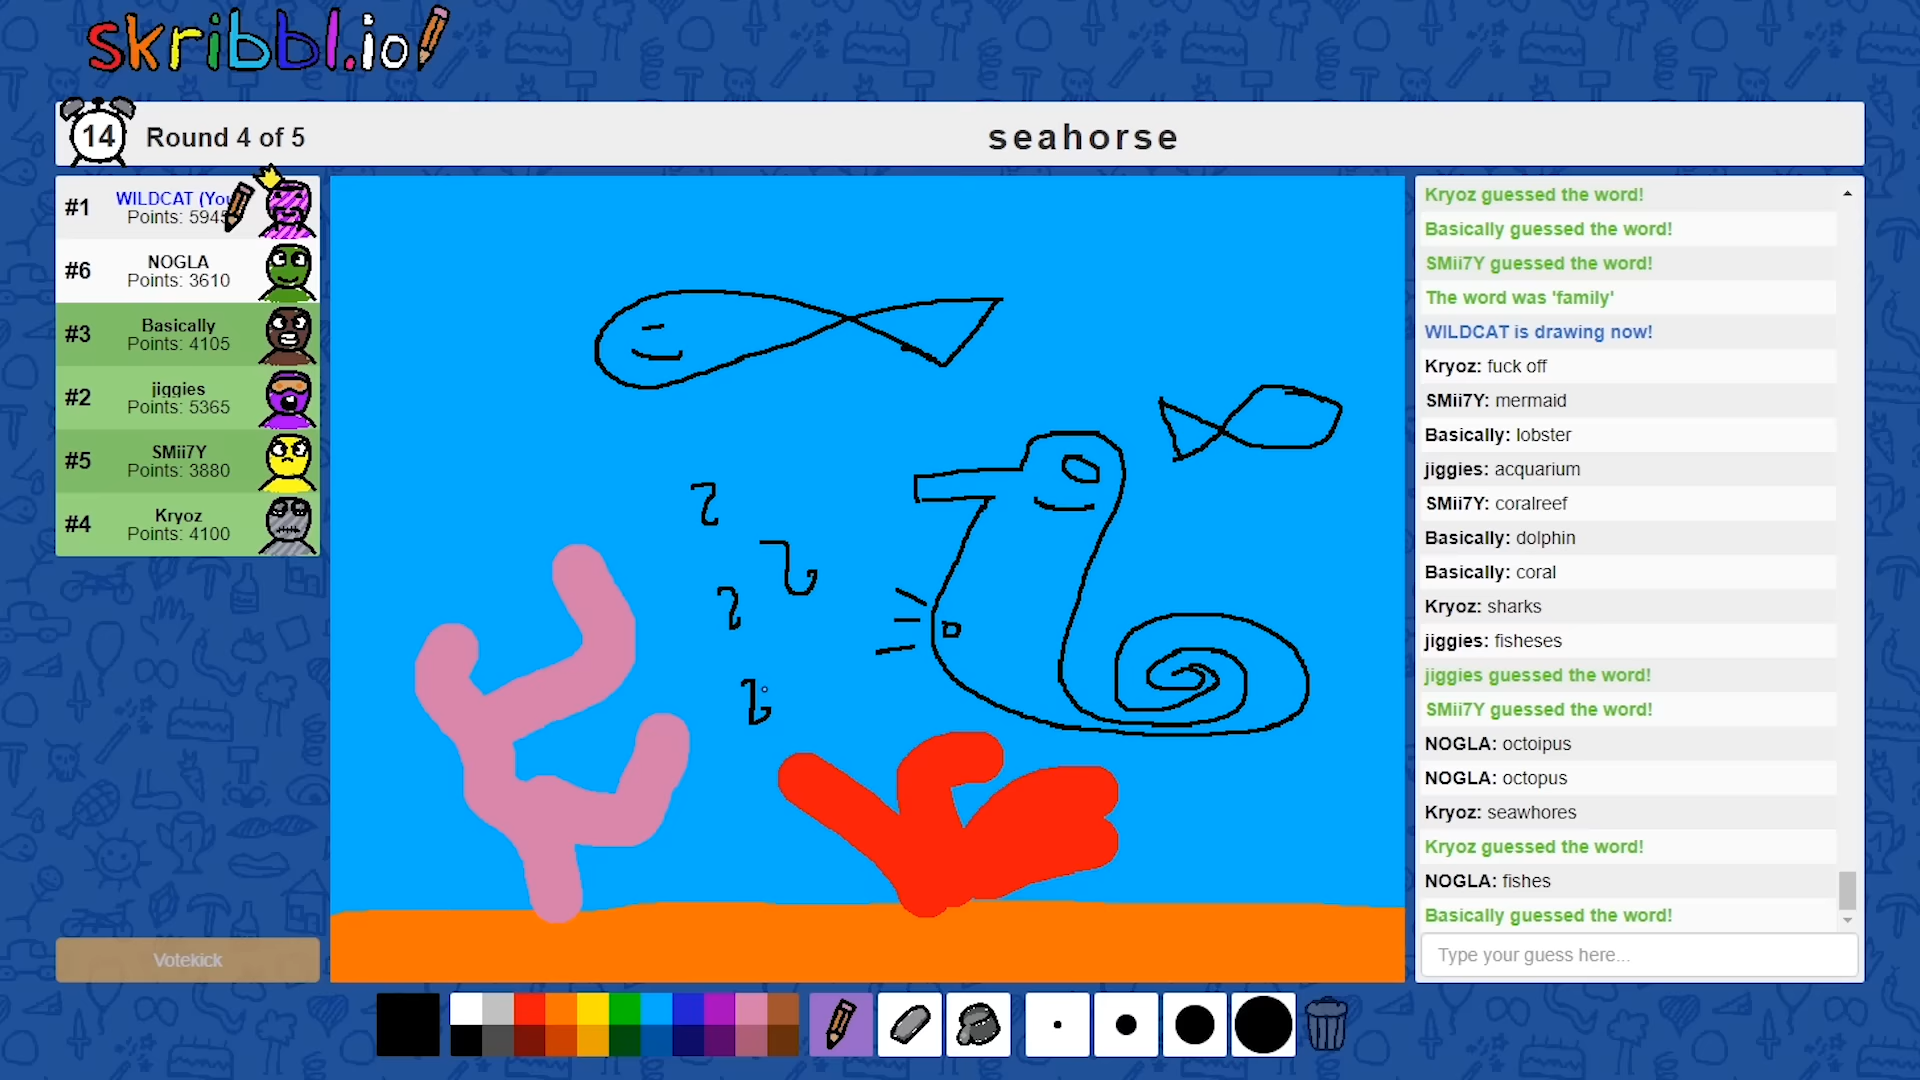 skribbl.io
14
Round 4 of 5
seahorse
#1
WILDCAT (You
Points: 5945
#6
NOGLA
Points: 3610
#3
Basically
Points: 4105
#2
jiggies
Points: 5365
#5
SMii7Y
Points: 3880
#4
Kryoz
Points: 4100
Votekick
Kryoz guessed the word!
Basically guessed the word!
SMii7Y guessed the word!
The word was 'family'
WILDCAT is drawing now!
Kryoz: fuck off
SMii7Y: mermaid
Basically: lobster
jiggies: acquarium
SMii7Y: coralreef
Basically: dolphin
Basically: coral
Kryoz: sharks
jiggies: fisheses
jiggies guessed the word!
SMii7Y guessed the word!
NOGLA: octoipus
NOGLA: octopus
Kryoz: seawhores
Kryoz guessed the word!
NOGLA: fishes
Basically guessed the word!
Type your guess here...